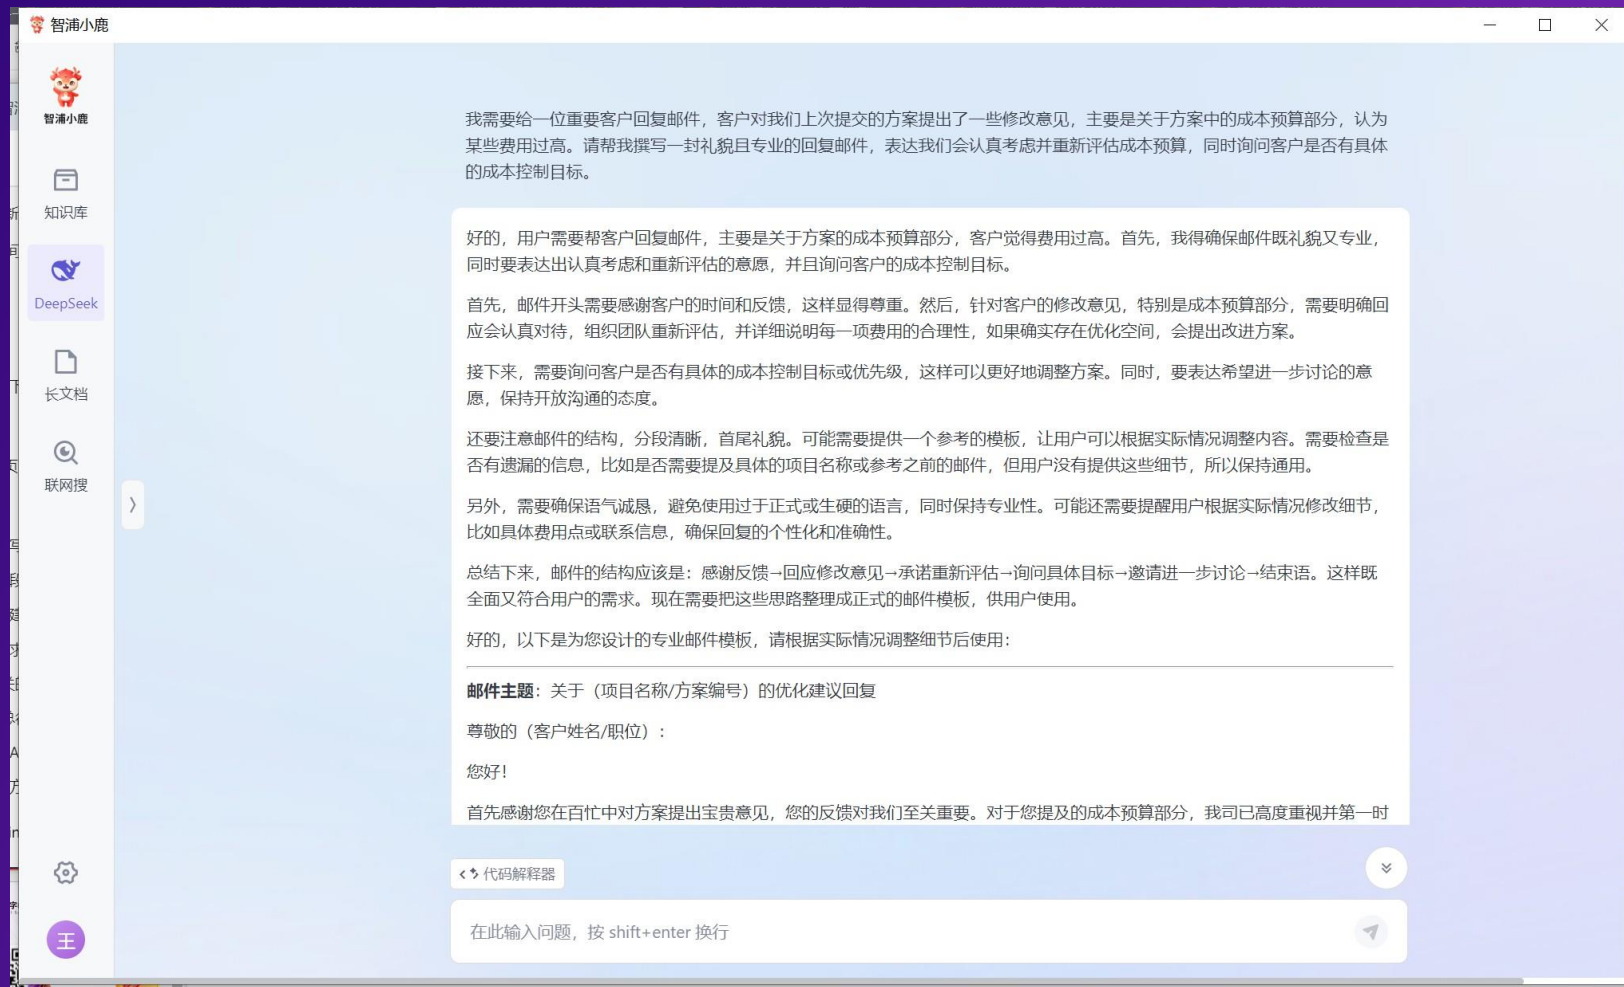 智浦小鹿
智浦小鹿
知识库
DeepSeek
长文档
联网搜
王
我需要给一位重要客户回复邮件，客户对我们上次提交的方案提出了一些修改意见，主要是关于方案中的成本预算部分，认为
某些费用过高。请帮我撰写一封礼貌且专业的回复邮件，表达我们会认真考虑并重新评估成本预算，同时询问客户是否有具体
的成本控制目标。
好的，用户需要帮客户回复邮件，主要是关于方案的成本预算部分，客户觉得费用过高。首先，我得确保邮件既礼貌又专业，
同时要表达出认真考虑和重新评估的意愿，并且询问客户的成本控制目标。
首先，邮件开头需要感谢客户的时间和反馈，这样显得尊重。然后，针对客户的修改意见，特别是成本预算部分，需要明确回
应会认真对待，组织团队重新评估，并详细说明每一项费用的合理性，如果确实存在优化空间，会提出改进方案。
接下来，需要询问客户是否有具体的成本控制目标或优先级，这样可以更好地调整方案。同时，要表达希望进一步讨论的意
愿，保持开放沟通的态度。
还要注意邮件的结构，分段清晰，首尾礼貌。可能需要提供一个参考的模板，让用户可以根据实际情况调整内容。需要检查是
否有遗漏的信息，比如是否需要提及具体的项目名称或参考之前的邮件，但用户没有提供这些细节，所以保持通用。
另外，需要确保语气诚恳，避免使用过于正式或生硬的语言，同时保持专业性。可能还需要提醒用户根据实际情况修改细节，
比如具体费用点或联系信息，确保回复的个性化和准确性。
总结下来，邮件的结构应该是：感谢反馈→回应修改意见→承诺重新评估→询问具体目标→邀请进一步讨论→结束语。这样既
全面又符合用户的需求。现在需要把这些思路整理成正式的邮件模板，供用户使用。
好的，以下是为您设计的专业邮件模板，请根据实际情况调整细节后使用：
邮件主题：关于（项目名称/方案编号）的优化建议回复
尊敬的（客户姓名/职位）：
您好！
首先感谢您在百忙中对方案提出宝贵意见，您的反馈对我们至关重要。对于您提及的成本预算部分，我司已高度重视并第一时
代码解释器
在此输入问题，按 shift+enter 换行